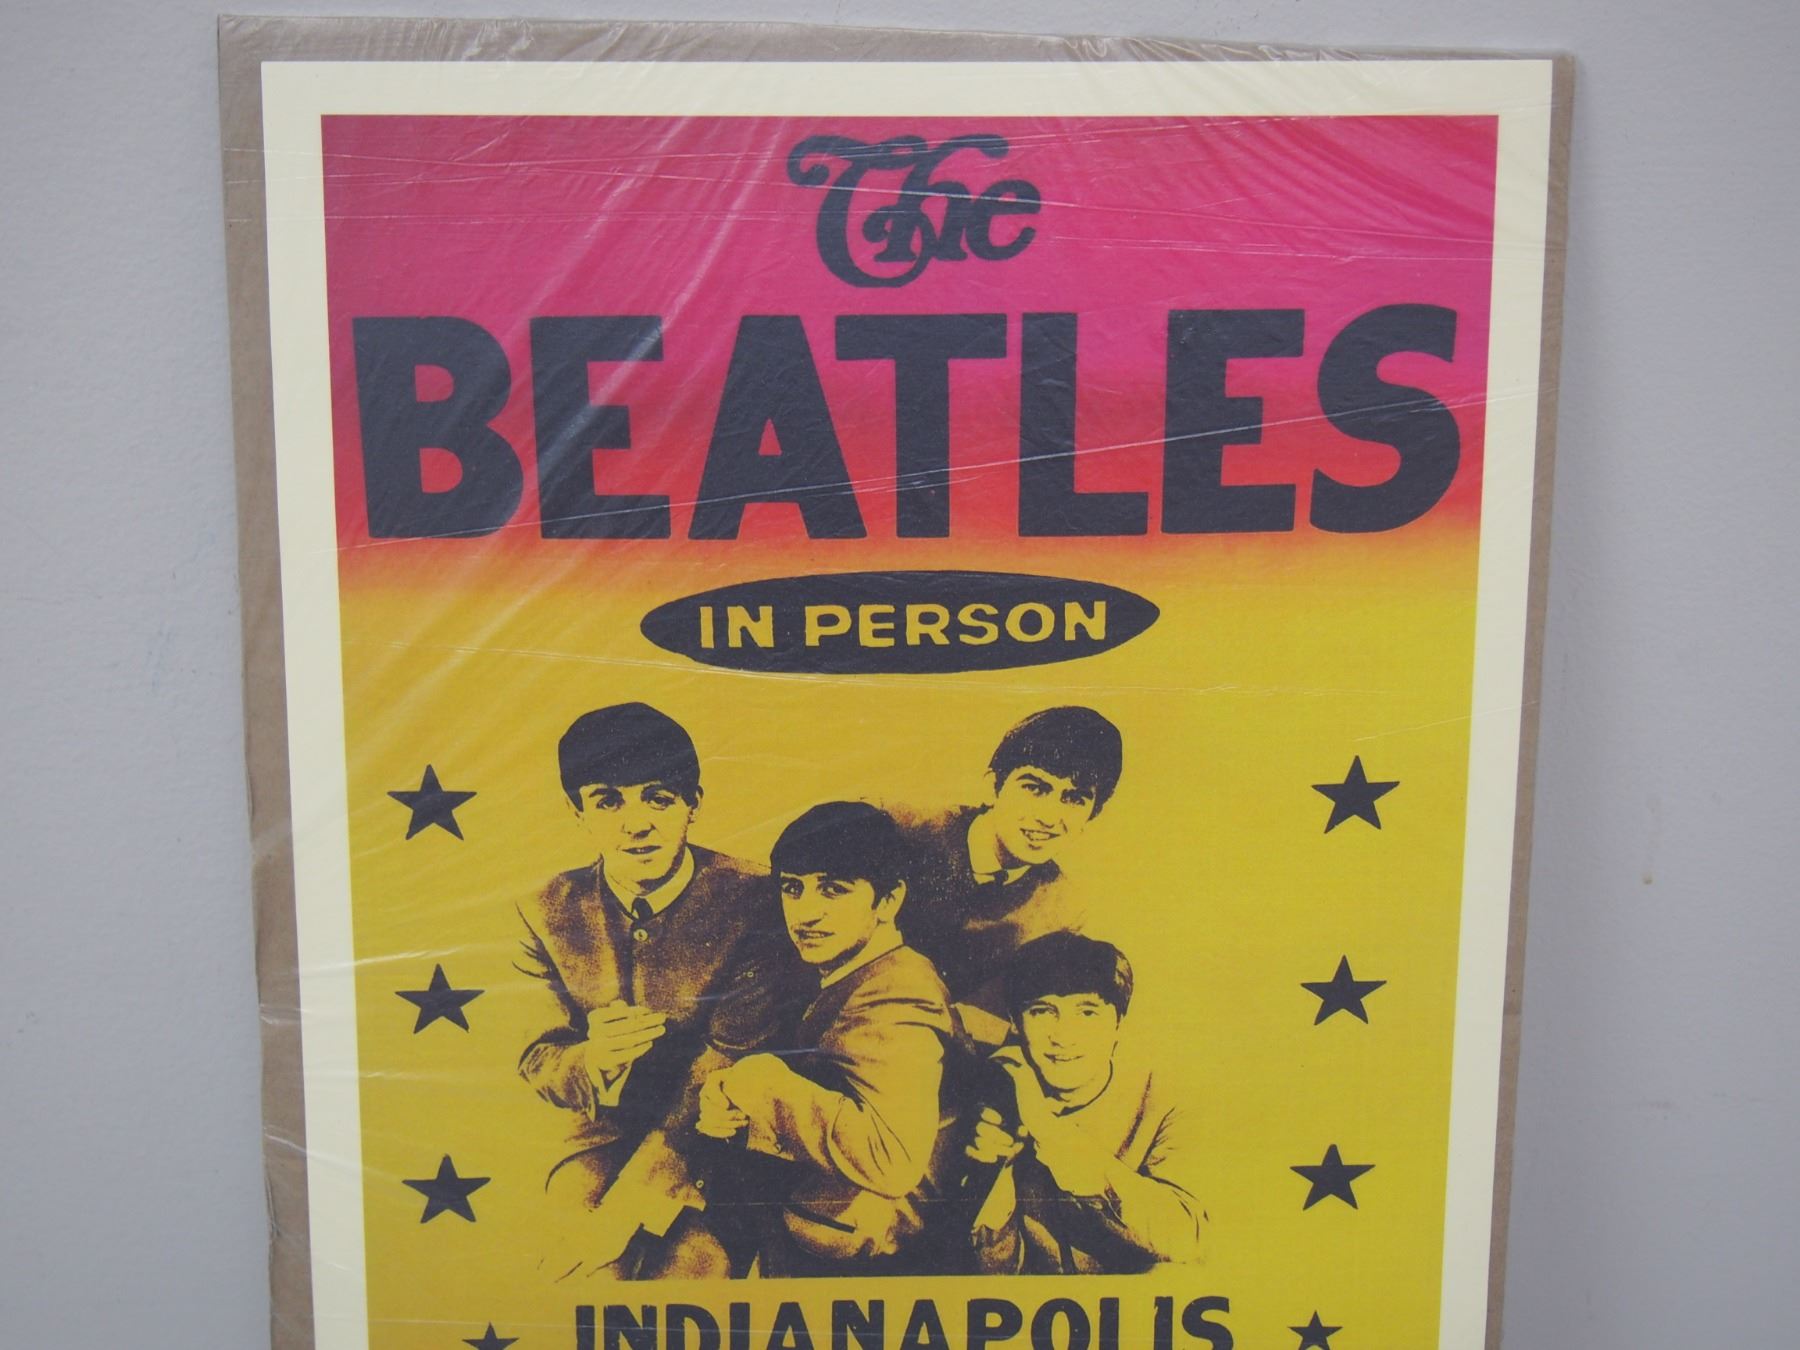 The
BEATLES
IN PERSON
INDIANAPOLIS